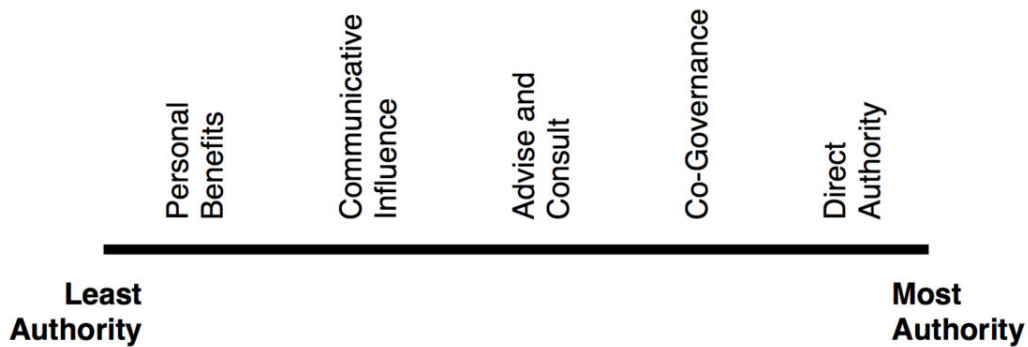 Personal
Benefits
Communicative
Influence
Advise and
Consult
Co-Governance
Direct
Authority
Least
Authority
Most
Authority